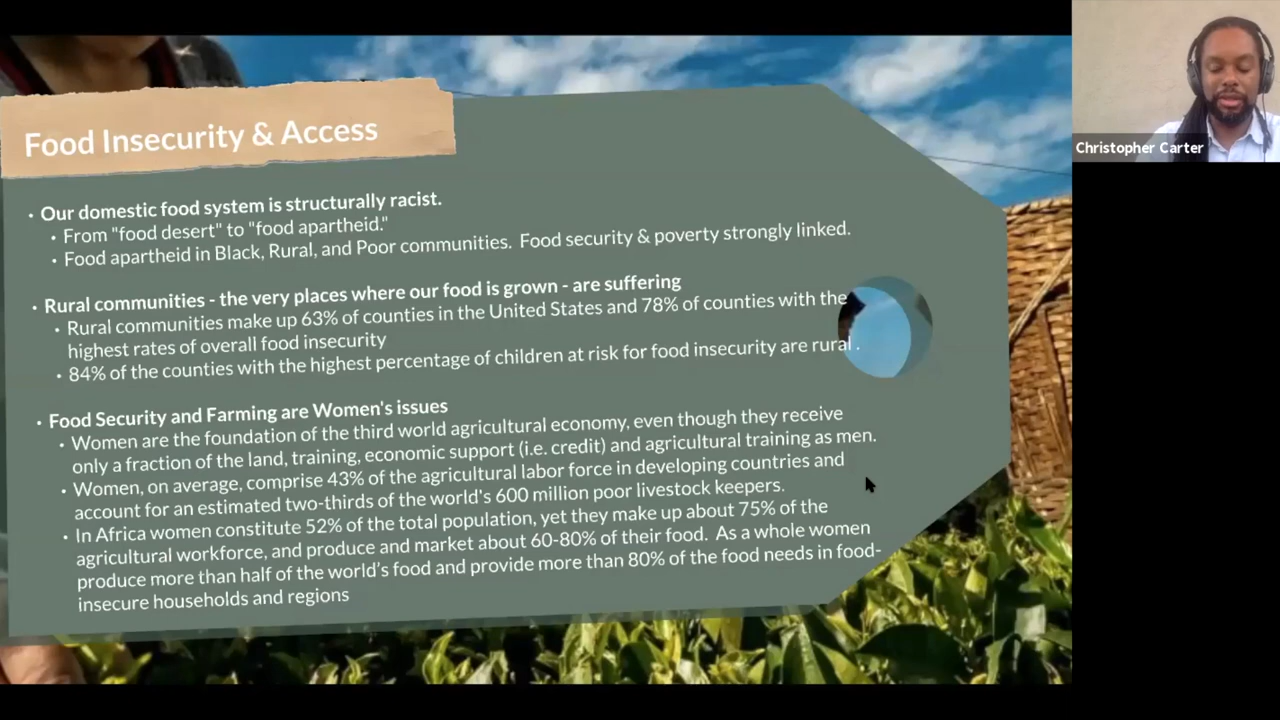 Food Insecurity & Access
• Our domestic food system is structurally racist.
• From "food desert" to "food apartheid."
• Food apartheid in Black, Rural, and Poor communities. Food security & poverty strongly linked.
• Rural communities - the very places where our food is grown - are suffering
• Rural communities make up 63% of counties in the United States and 78% of counties with the
highest rates of overall food insecurity
• 84% of the counties with the highest percentage of children at risk for food insecurity are rural .
• Food Security and Farming are Women's issues
• Women are the foundation of the third world agricultural economy, even though they receive
only a fraction of the land, training, economic support (i.e. credit) and agricultural training as men.
• Women, on average, comprise 43% of the agricultural labor force in developing countries and
account for an estimated two-thirds of the world's 600 million poor livestock keepers.
• In Africa women constitute 52% of the total population, yet they make up about 75% of the
agricultural workforce, and produce and market about 60-80% of their food. As a whole women
produce more than half of the world's food and provide more than 80% of the food needs in food-
insecure households and regions
Christopher Carter